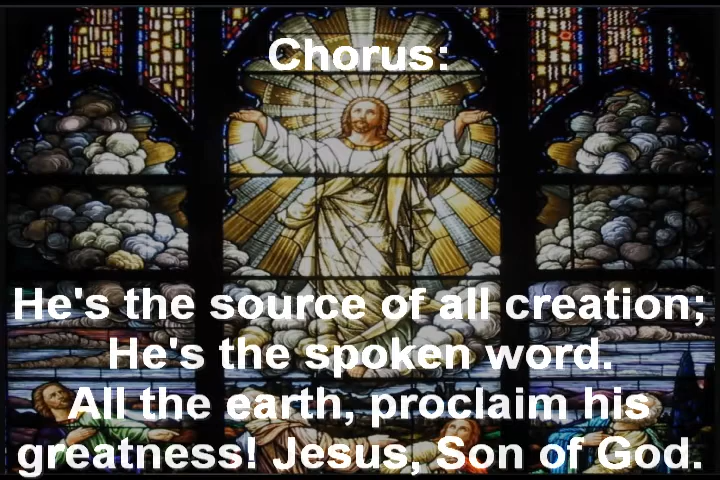 Chorus:
He's the source of all creation;
He's the spoken word.
All the earth, proclaim his
greatness! Jesus, Son of God.